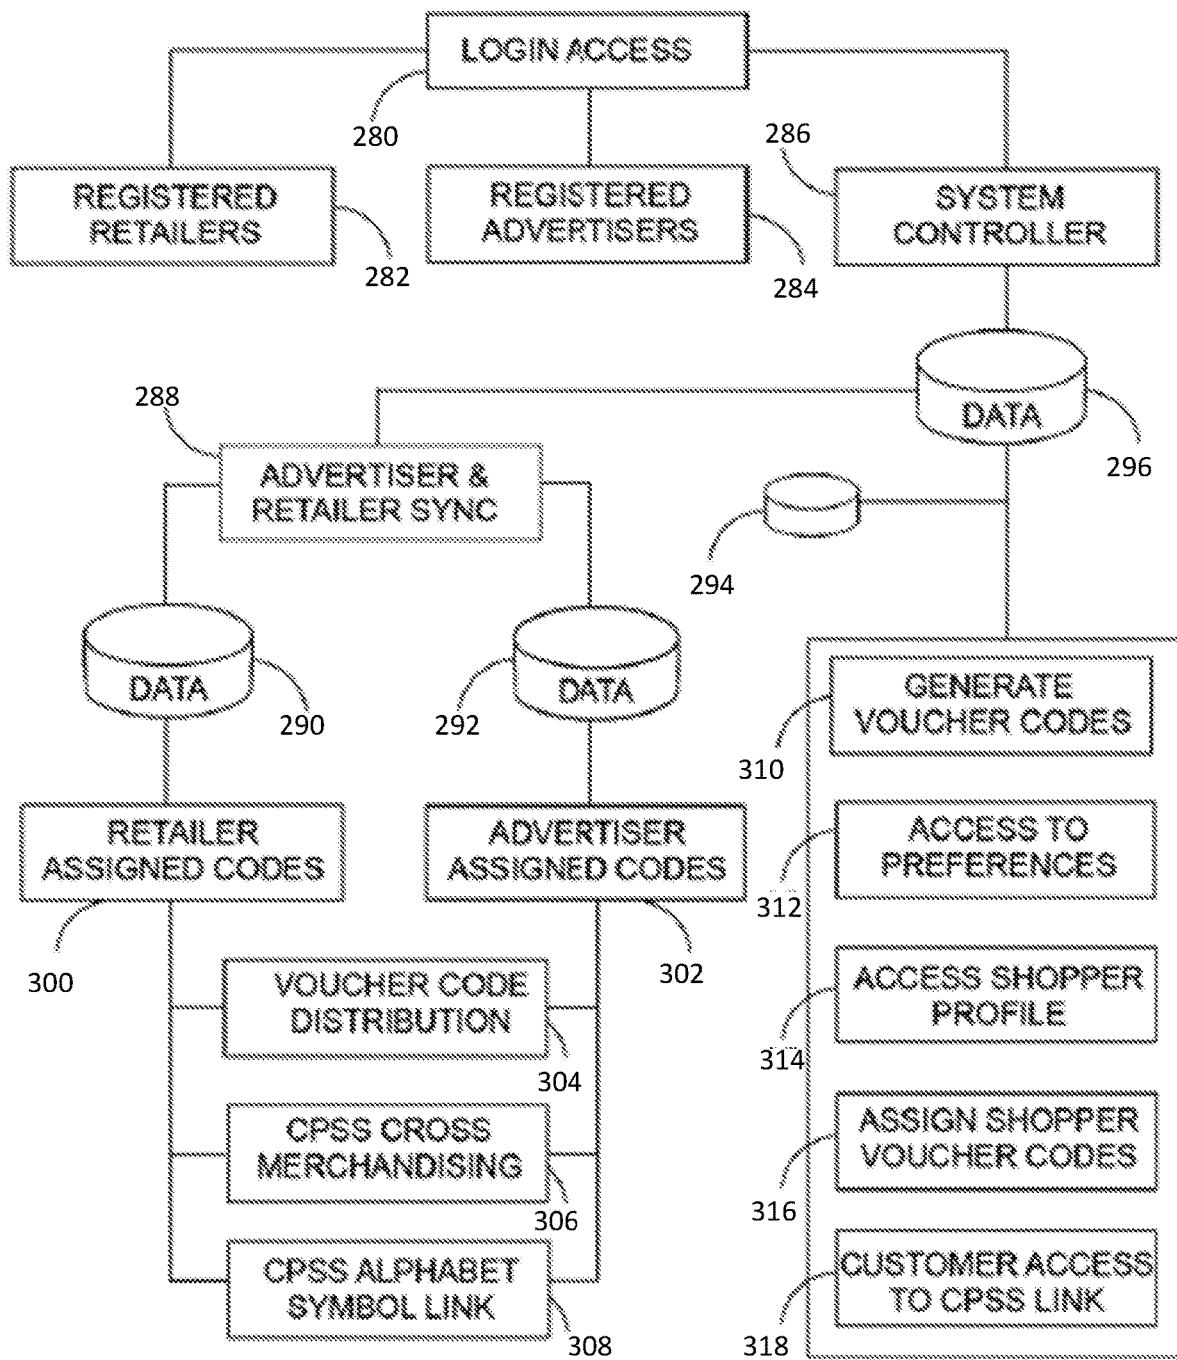 LOGIN ACCESS
280
286
REGISTERED
RETAILERS
282
REGISTERED
ADVERTISERS
284
SYSTEM
CONTROLLER
288
DATA
296
ADVERTISER &
RETAILER SYNC
294
DATA
290
292
DATA
GENERATE
VOUCHER CODES
310
RETAILER
ASSIGNED CODES
300
ADVERTISER
ASSIGNED CODES
302
ACCESS TO
PREFERENCES
312
VOUCHER CODE
DISTRIBUTION
304
ACCESS SHOPPER
PROFILE
314
CPSS CROSS
MERCHANDISING
306
ASSIGN SHOPPER
VOUCHER CODES
316
CPSS ALPHABET
SYMBOL LINK
308
CUSTOMER ACCESS
TO CPSS LINK
318